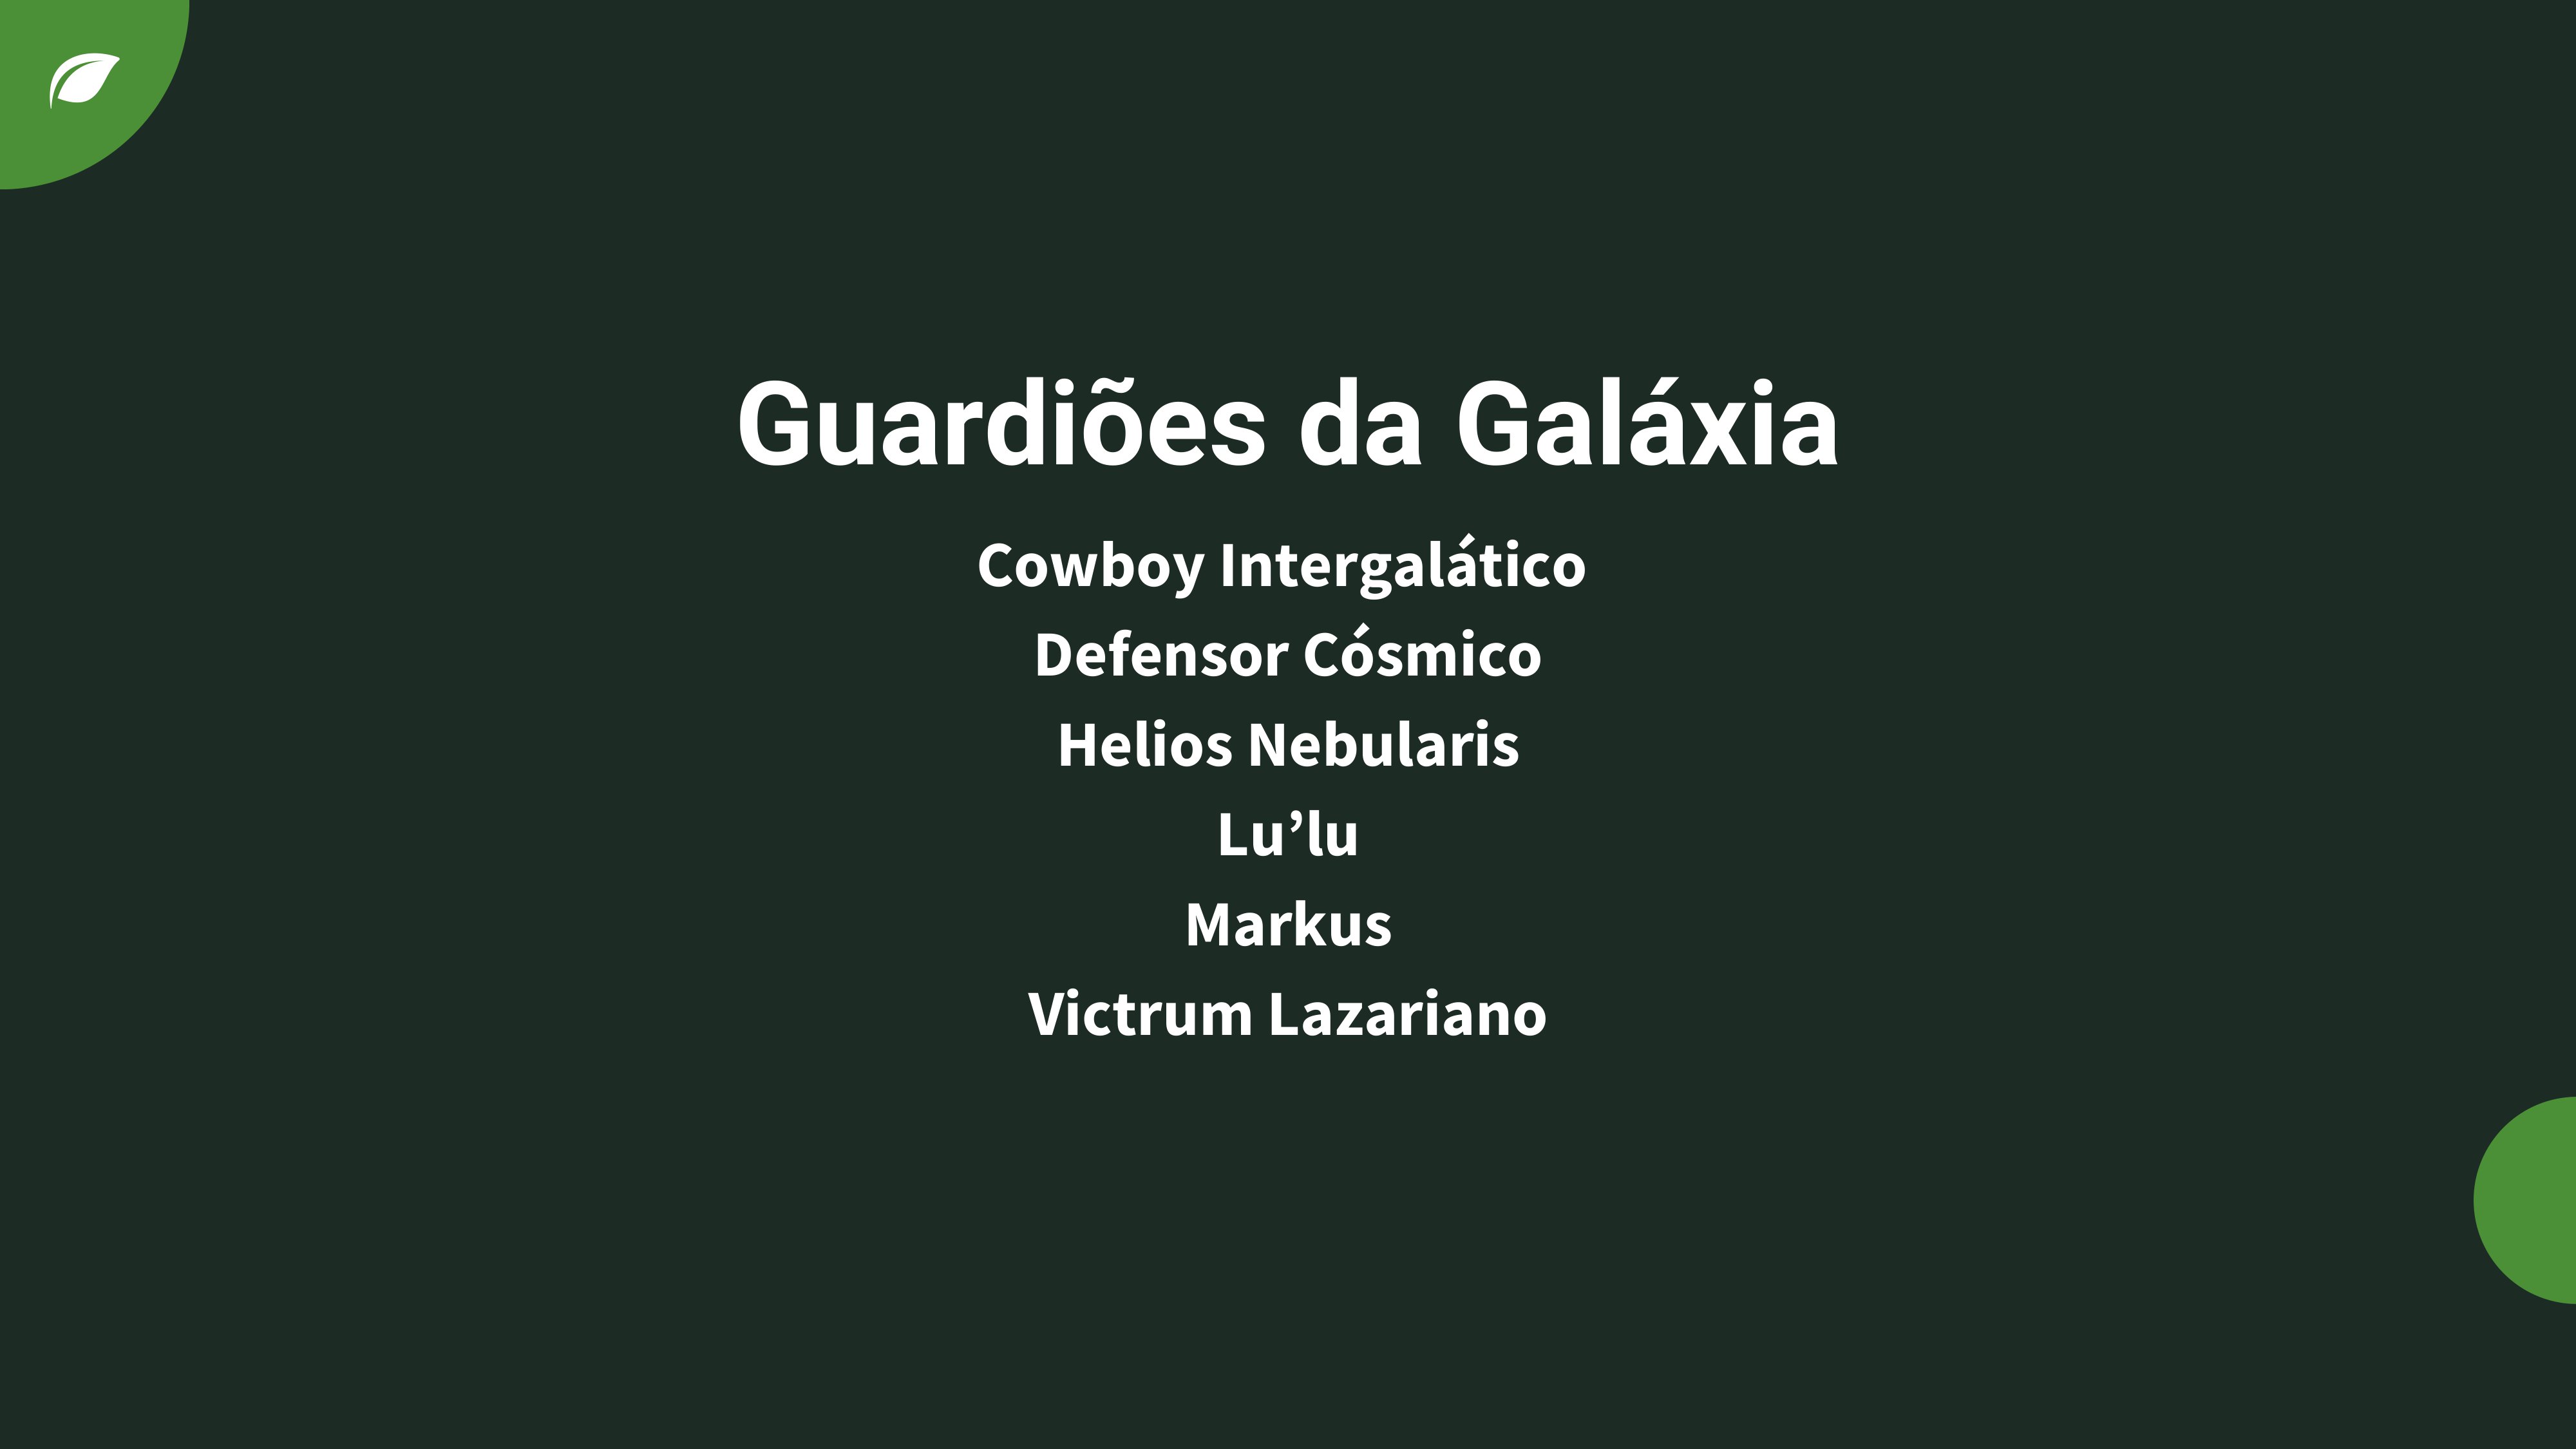 Guardiões da Galáxia
Cowboy Intergalático
Defensor Cósmico
Helios Nebularis
Lu’lu
Markus
Victrum Lazariano